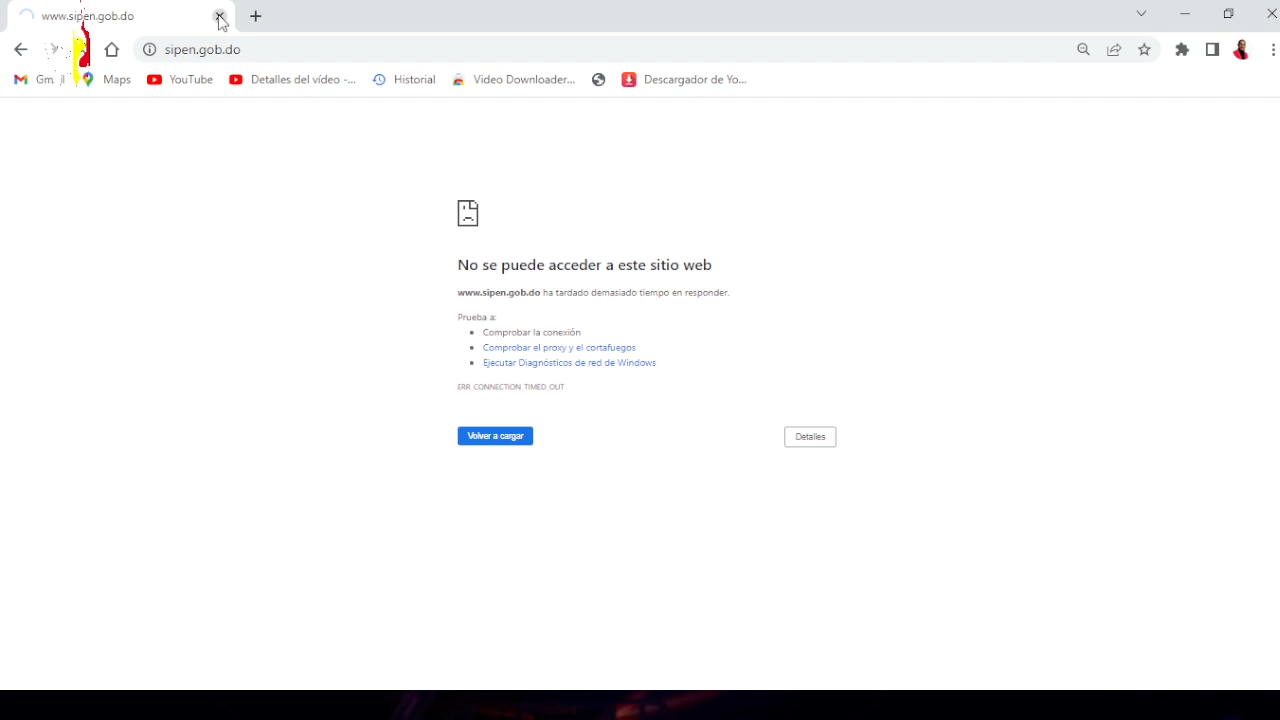 www.sipen.gob.do
sipen.gob.do
Maps YouTube Detalles del vídeo -... Historial Video Downloader... Descargador de Yo...
No se puede acceder a este sitio web
www.sipen.gob.do ha tardado demasiado tiempo en responder.
Prueba a:
Comprobar la conexión
Comprobar el proxy y el cortafuegos
Ejecutar Diagnósticos de red de Windows
ERR_CONNECTION_TIMED_OUT
Volver a cargar Detalles